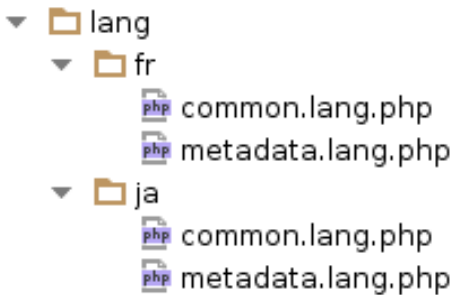 lang
fr
php common.lang.php
php metadata.lang.php
ja
php common.lang.php
php metadata.lang.php